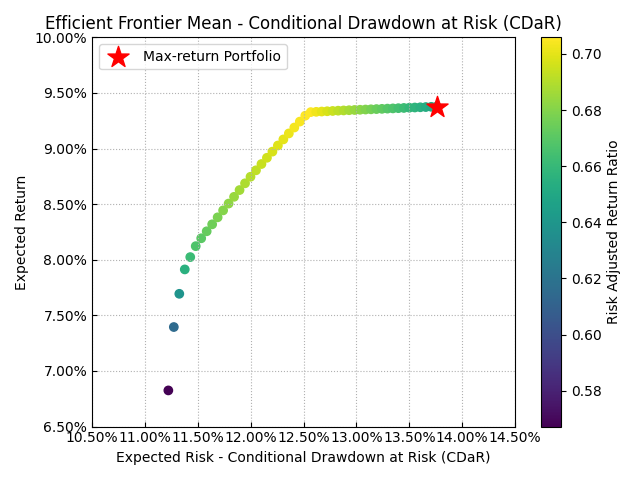 Efficient Frontier Mean - Conditional Drawdown at Risk (CDaR)
Max-return Portfolio
10.00%
9.50%
9.00%
8.50%
8.00%
7.50%
7.00%
6.50%
Expected Return
10.50% 11.00% 11.50% 12.00% 12.50% 13.00% 13.50% 14.00% 14.50%
Expected Risk - Conditional Drawdown at Risk (CDaR)
0.70
0.68
0.66
0.64
0.62
0.60
0.58
Risk Adjusted Return Ratio